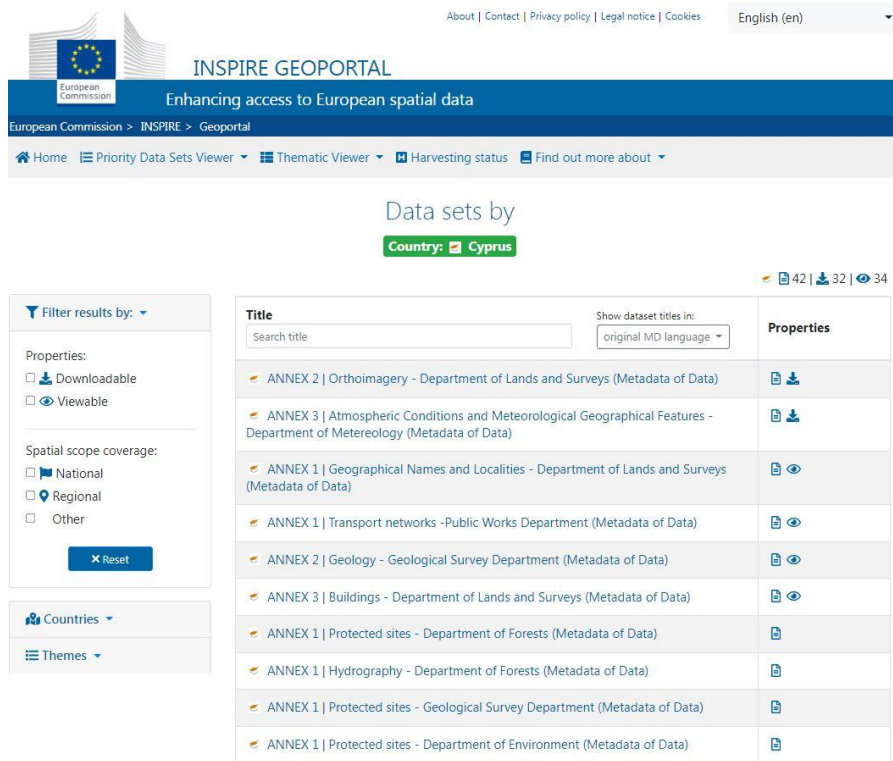 About | Contact | Privacy policy | Legal notice | Cookies
English (en)
European
Commission
INSPIRE GEOPORTAL
Enhancing access to European spatial data
European Commission > INSPIRE > Geoportal
Home Priority Data Sets Viewer Thematic Viewer Harvesting status Find out more about
Data sets by
Country: Cyprus
42 | 32 | 34
Filter results by:
Properties:
Downloadable
Viewable
Spatial scope coverage:
National
Regional
Other
Reset
Countries
Themes
Title
Search title
Show dataset titles in:
original MD language
Properties
ANNEX 2 | Orthoimagery - Department of Lands and Surveys (Metadata of Data)
ANNEX 3 | Atmospheric Conditions and Meteorological Geographical Features -
Department of Metereology (Metadata of Data)
ANNEX 1 | Geographical Names and Localities - Department of Lands and Surveys
(Metadata of Data)
ANNEX 1 | Transport networks -Public Works Department (Metadata of Data)
ANNEX 2 | Geology - Geological Survey Department (Metadata of Data)
ANNEX 3 | Buildings - Department of Lands and Surveys (Metadata of Data)
ANNEX 1 | Protected sites - Department of Forests (Metadata of Data)
ANNEX 1 | Hydrography - Department of Forests (Metadata of Data)
ANNEX 1 | Protected sites - Geological Survey Department (Metadata of Data)
ANNEX 1 | Protected sites - Department of Environment (Metadata of Data)